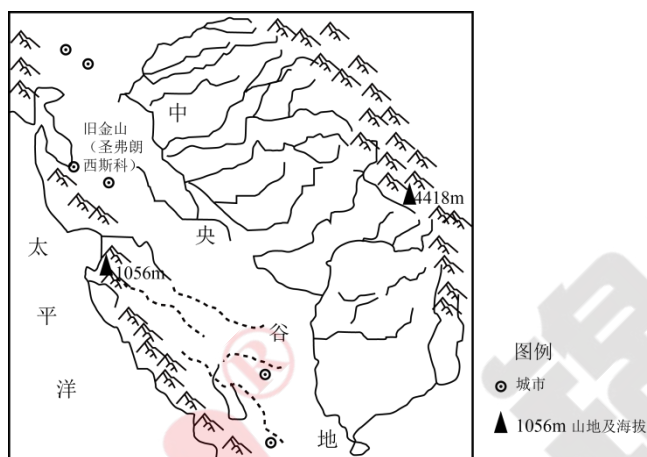 中
旧金山
（圣弗朗
西斯科）
4418m
央
太
1056m
平
谷
洋
地
®
图例
城市
1056m 山地及海拔